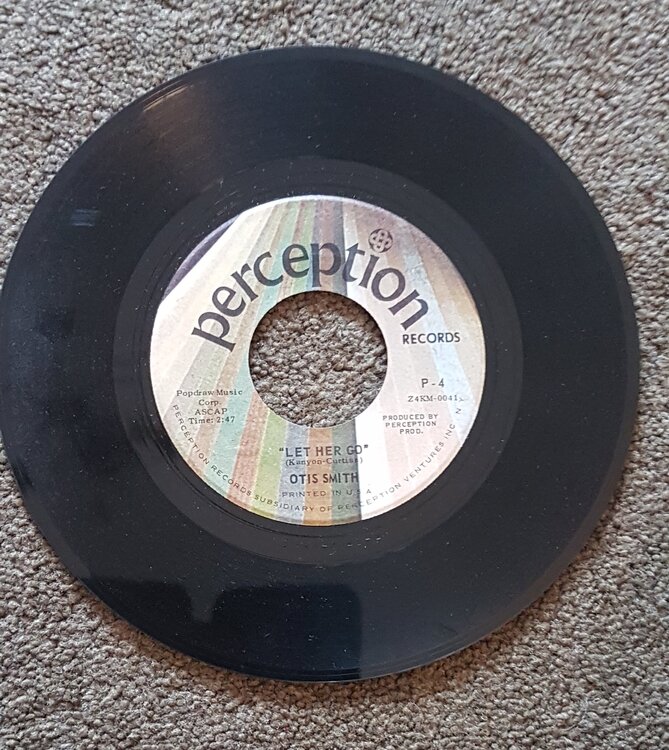 perception
RECORDS
P-4
Z4KM-0041
Popdraw Music
Corp.
ASCAP
Time: 2:47
PRODUCED BY
PERCEPTION
PROD.
"LET HER GO"
(Kanyon-Curtiss)
OTIS SMITH
PRINTED IN U.S.A.
PERCEPTION RECORDS SUBSIDIARY OF PERCEPTION VENTURES INC. N